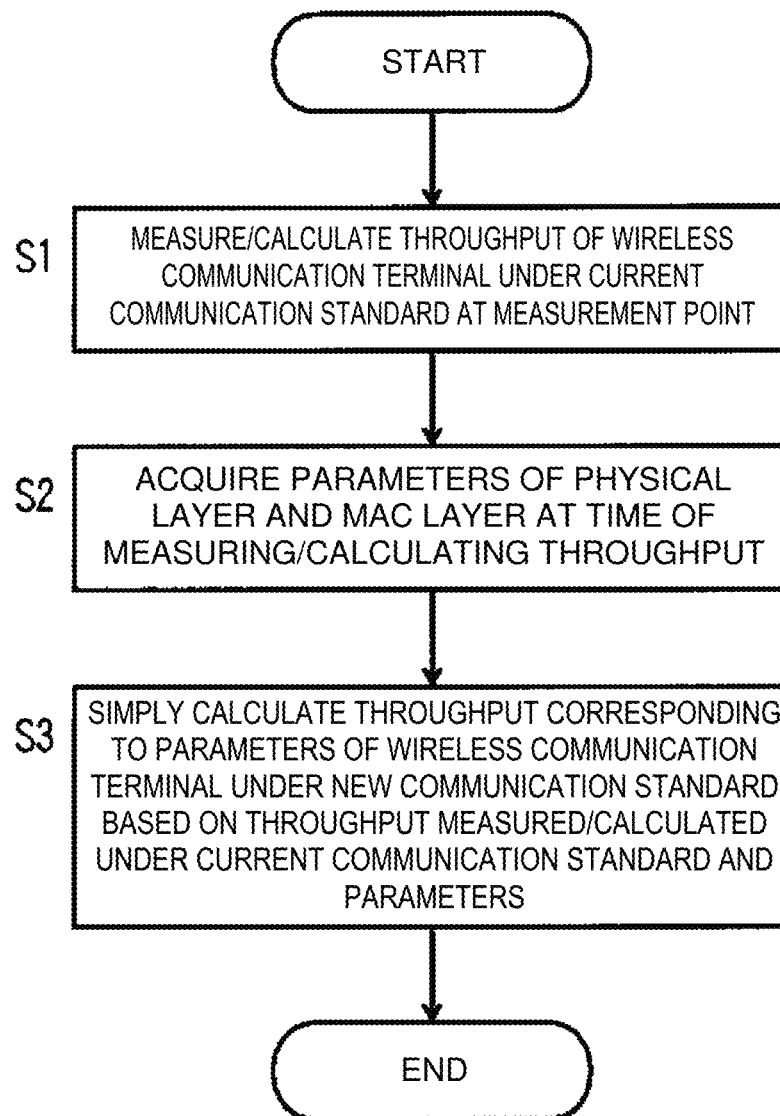 START
S1
MEASURE/CALCULATE THROUGHPUT OF WIRELESS
COMMUNICATION TERMINAL UNDER CURRENT
COMMUNICATION STANDARD AT MEASUREMENT POINT
S2
ACQUIRE PARAMETERS OF PHYSICAL
LAYER AND MAC LAYER AT TIME OF
MEASURING/CALCULATING THROUGHPUT
S3
SIMPLY CALCULATE THROUGHPUT CORRESPONDING
TO PARAMETERS OF WIRELESS COMMUNICATION
TERMINAL UNDER NEW COMMUNICATION STANDARD
BASED ON THROUGHPUT MEASURED/CALCULATED
UNDER CURRENT COMMUNICATION STANDARD AND
PARAMETERS
END